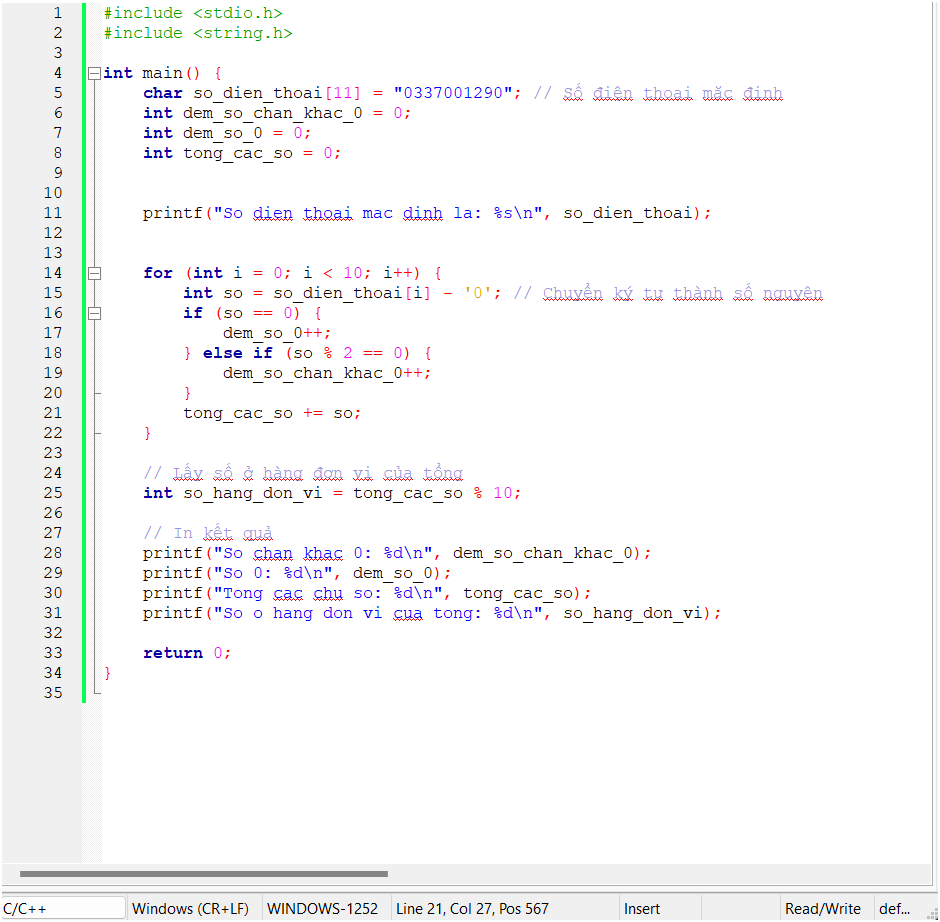 1 #include <stdio.h>
2 #include <string.h>
3
4 int main() {
5 char so_dien_thoai[11] = "0337001290"; // Số điện thoại mặc định
6 int dem_so_chan_khac_0 = 0;
7 int dem_so_0 = 0;
8 int tong_cac_so = 0;
9
10
11 printf("So dien thoai mac dinh la: %s\n", so_dien_thoai);
12
13
14 for (int i = 0; i < 10; i++) {
15 int so = so_dien_thoai[i] - '0'; // Chuyển ký tự thành số nguyên
16 if (so == 0) {
17 dem_so_0++;
18 } else if (so % 2 == 0) {
19 dem_so_chan_khac_0++;
20 }
21 tong_cac_so += so;
22 }
23
24 // Lấy số ở hàng đơn vị của tổng
25 int so_hang_don_vi = tong_cac_so % 10;
26
27 // In kết quả
28 printf("So chan khac 0: %d\n", dem_so_chan_khac_0);
29 printf("So 0: %d\n", dem_so_0);
30 printf("Tong cac chu so: %d\n", tong_cac_so);
31 printf("So o hang don vi cua tong: %d\n", so_hang_don_vi);
32
33 return 0;
34 }
35
C/C++ Windows (CR+LF) WINDOWS-1252 Line 21, Col 27, Pos 567 Insert Read/Write def...